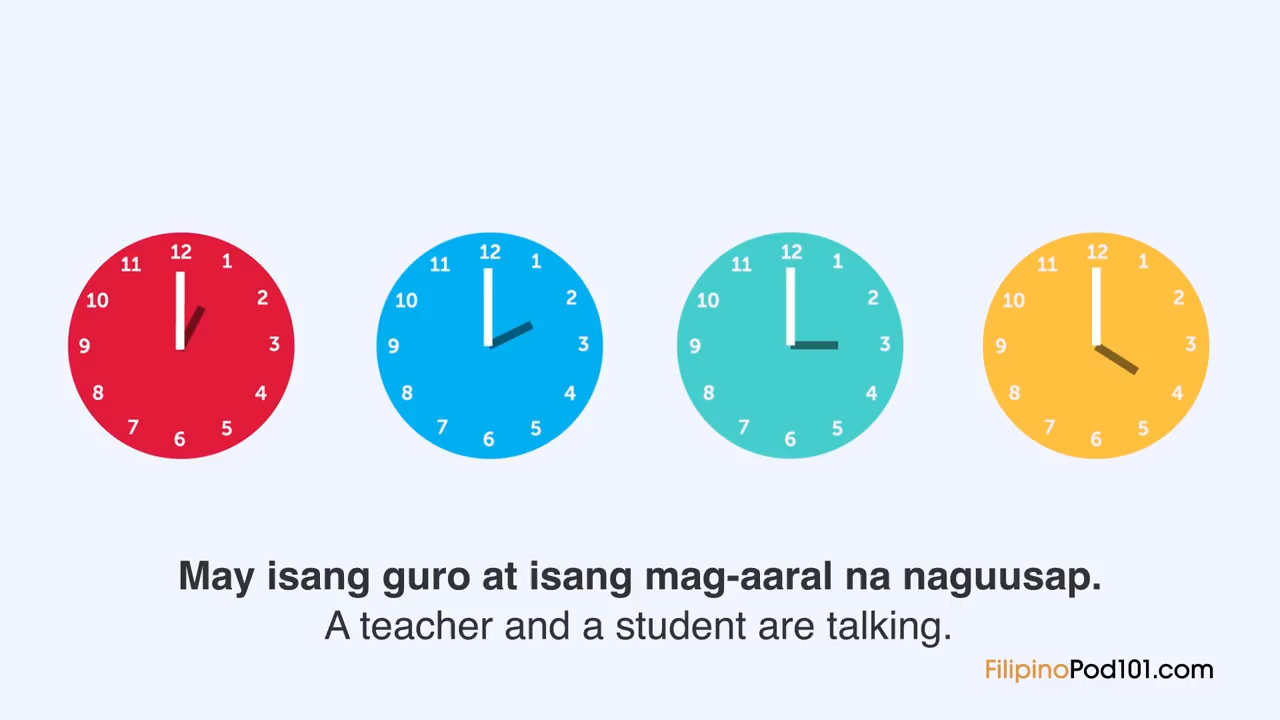 12 12 12 12
11 1 11 1 11 1 11 1
10 2 10 2 10 2 10 2
9 3 9 3 9 3 9 3
8 4 8 4 8 4 8 4
7 5 7 5 7 5 7 5
6 6 6 6
May isang guro at isang mag-aaral na naguusap.
A teacher and a student are talking.
FilipinoPod101.com